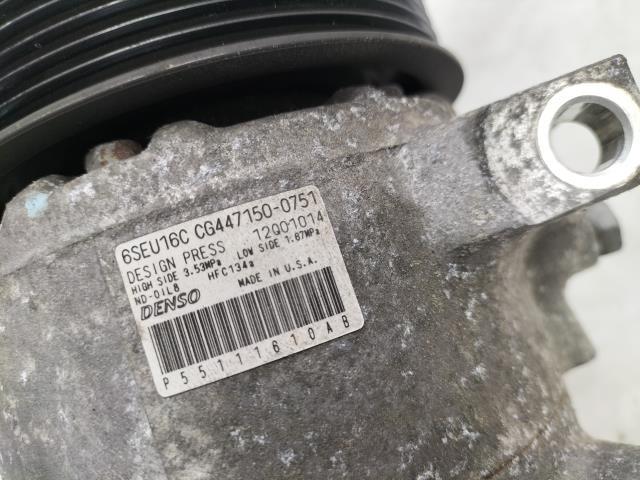 6SEU16C CG447150-0751
DESIGN PRESS 12Q01014
HIGH SIDE 3.53MPa LOW SIDE 1.67MPa
ND-OIL8 HFC134a
DENSO MADE IN U.S.A.
P55111610AB